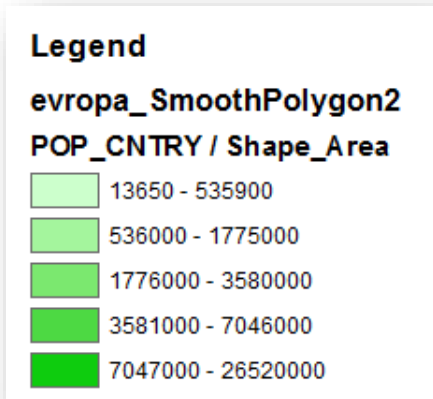 Legend
evropa_SmoothPolygon2
POP_CNTRY / Shape_Area
13650 - 535900
536000 - 1775000
1776000 - 3580000
3581000 - 7046000
7047000 - 26520000